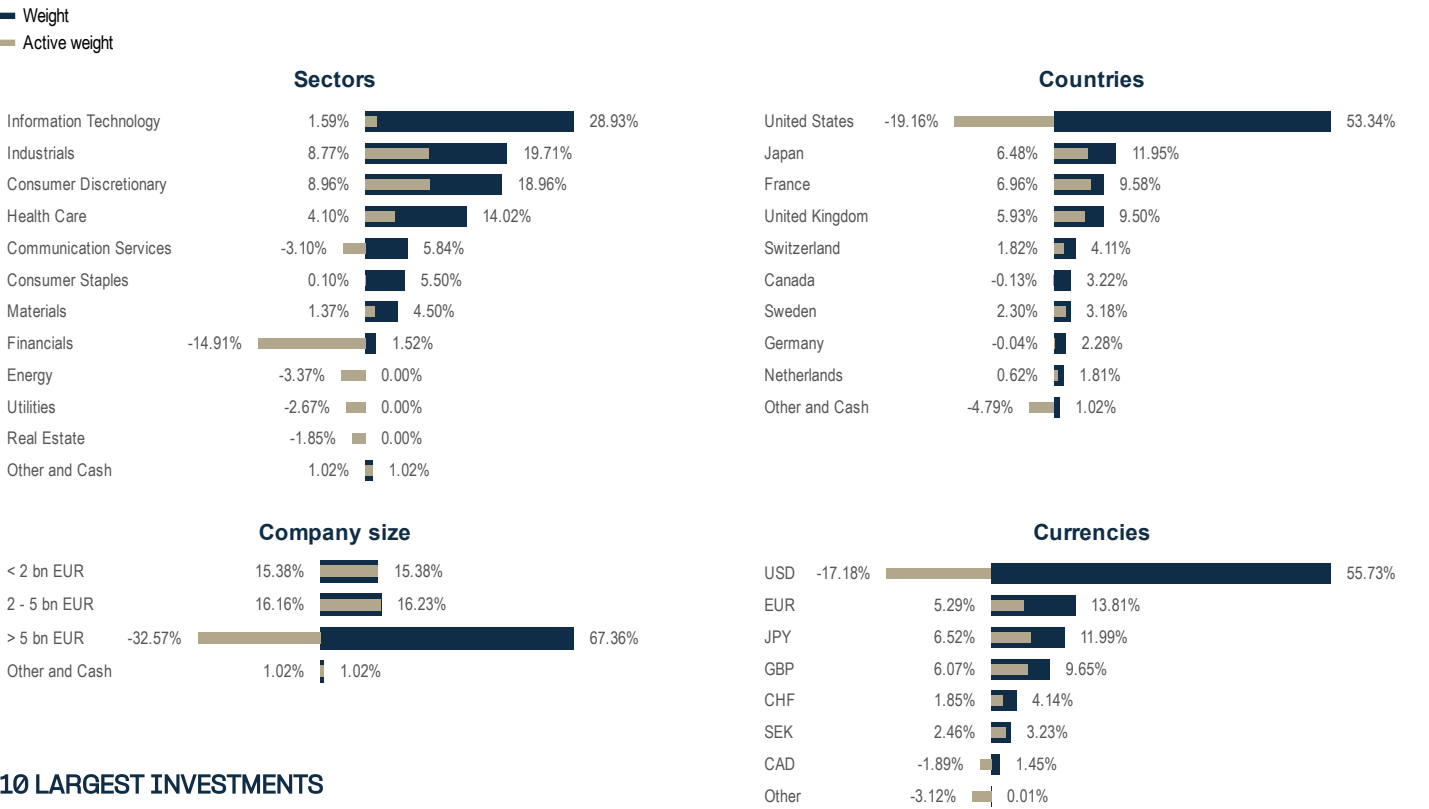 Weight
Active weight
Sectors
Information Technology 1.59% 28.93%
Industrials 8.77% 19.71%
Consumer Discretionary 8.96% 18.96%
Health Care 4.10% 14.02%
Communication Services -3.10% 5.84%
Consumer Staples 0.10% 5.50%
Materials 1.37% 4.50%
Financials -14.91% 1.52%
Energy -3.37% 0.00%
Utilities -2.67% 0.00%
Real Estate -1.85% 0.00%
Other and Cash 1.02% 1.02%
Countries
United States -19.16% 53.34%
Japan 6.48% 11.95%
France 6.96% 9.58%
United Kingdom 5.93% 9.50%
Switzerland 1.82% 4.11%
Canada -0.13% 3.22%
Sweden 2.30% 3.18%
Germany -0.04% 2.28%
Netherlands 0.62% 1.81%
Other and Cash -4.79% 1.02%
Company size
< 2 bn EUR 15.38% 15.38%
2 - 5 bn EUR 16.16% 16.23%
> 5 bn EUR -32.57% 67.36%
Other and Cash 1.02% 1.02%
Currencies
USD -17.18% 55.73%
EUR 5.29% 13.81%
JPY 6.52% 11.99%
GBP 6.07% 9.65%
CHF 1.85% 4.14%
SEK 2.46% 3.23%
CAD -1.89% 1.45%
Other -3.12% 0.01%
10 LARGEST INVESTMENTS